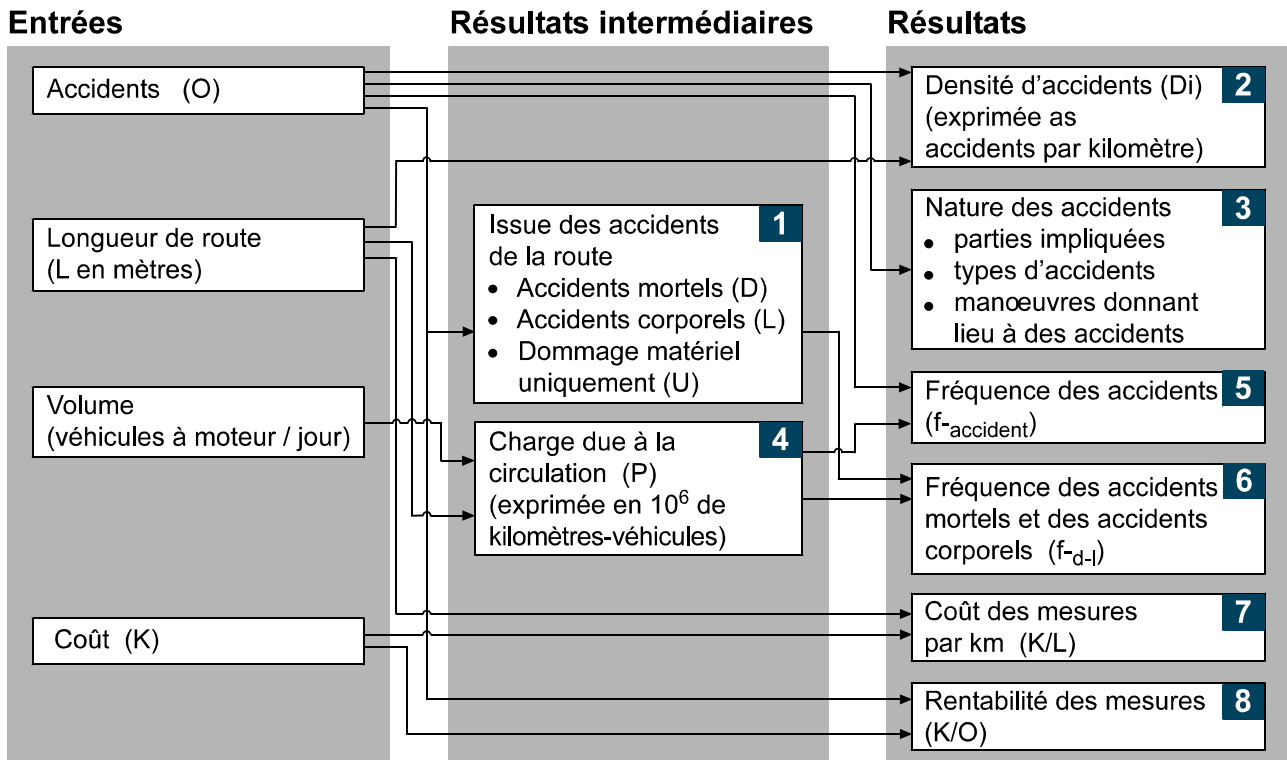 Entrées
Accidents (O)
Longueur de route
(L en mètres)
Volume
(véhicules à moteur / jour)
Coût (K)
Résultats intermédiaires
Issue des accidents
de la route
• Accidents mortels (D)
• Accidents corporels (L)
• Dommage matériel
uniquement (U)
1
Charge due à la
circulation (P)
(exprimée en 10⁶ de
kilomètres-véhicules)
4
Résultats
Densité d'accidents (Di)
(exprimée as
accidents par kilomètre)
2
Nature des accidents
• parties impliquées
• types d'accidents
• manœuvres donnant
lieu à des accidents
3
Fréquence des accidents
(f-accident)
5
Fréquence des accidents
mortels et des accidents
corporels (f-d-l)
6
Coût des mesures
par km (K/L)
7
Rentabilité des mesures
(K/O)
8